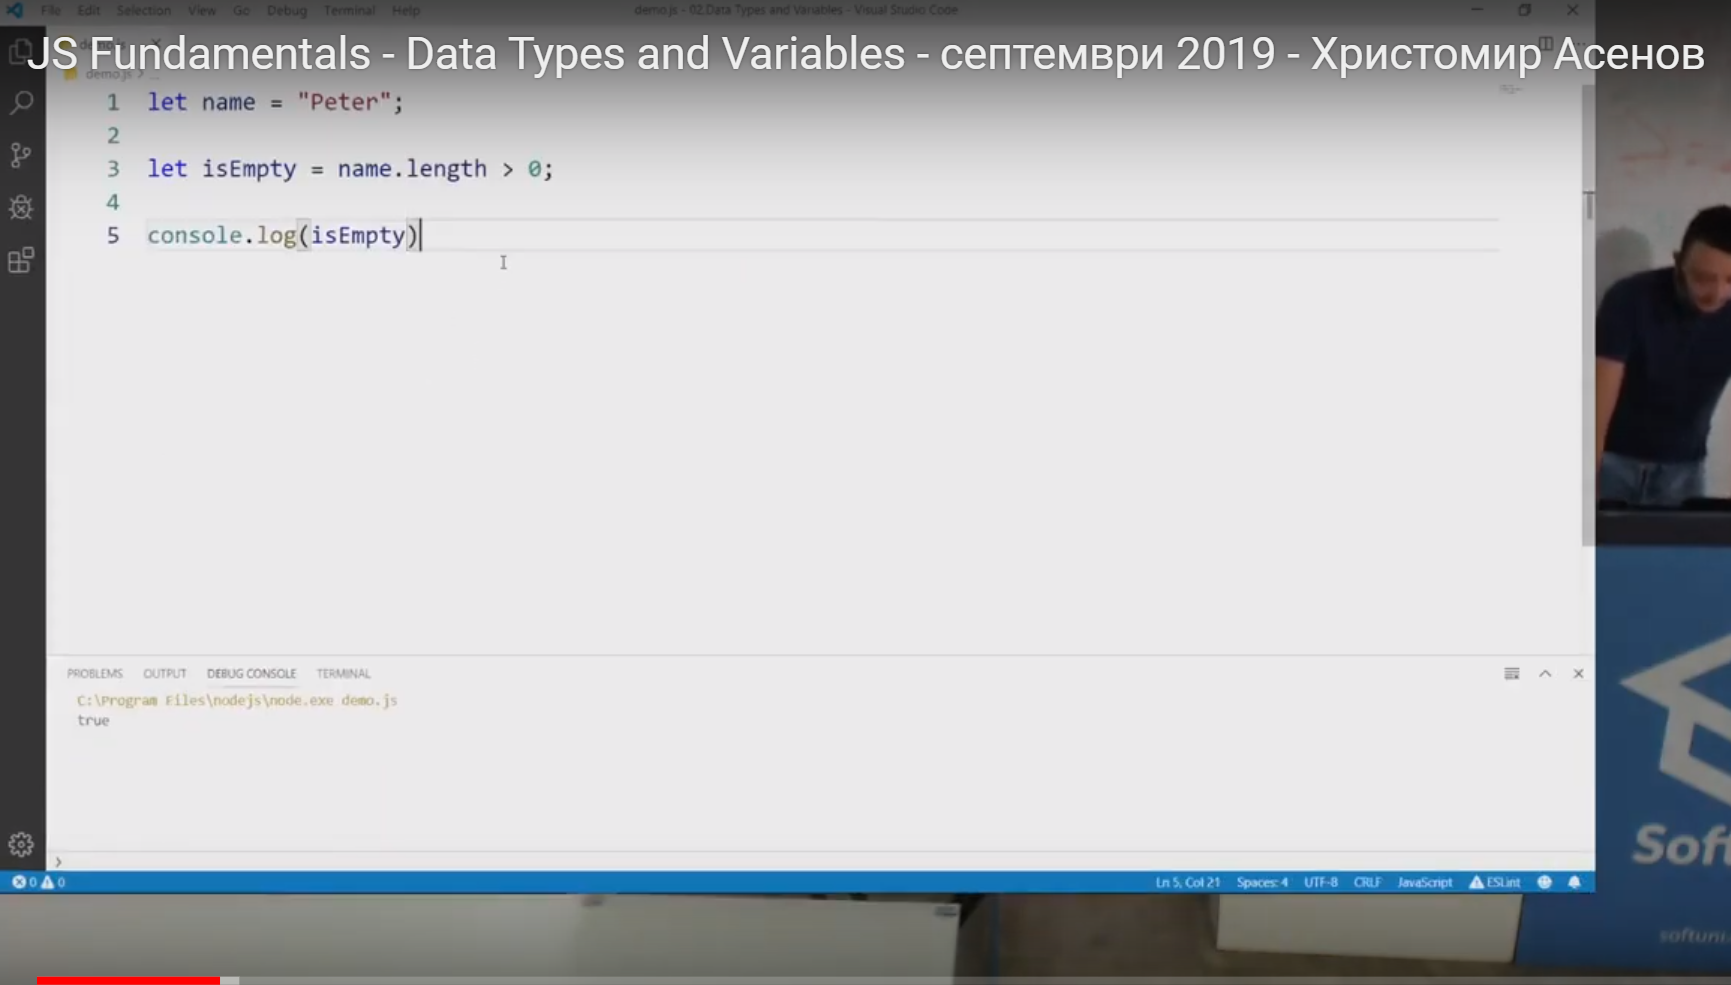 File Edit Selection View Go Debug Terminal Help
demo.js - 02.Data Types and Variables - Visual Studio Code
JS Fundamentals - Data Types and Variables - септември 2019 - Христомир Асенов
demo.js > ...
1 let name = "Peter";
2
3 let isEmpty = name.length > 0;
4
5 console.log(isEmpty)
PROBLEMS OUTPUT DEBUG CONSOLE TERMINAL
C:\Program Files\nodejs\node.exe demo.js
true
0 0
Ln 5, Col 21 Spaces: 4 UTF-8 CRLF JavaScript ESLint
Soft
softuni